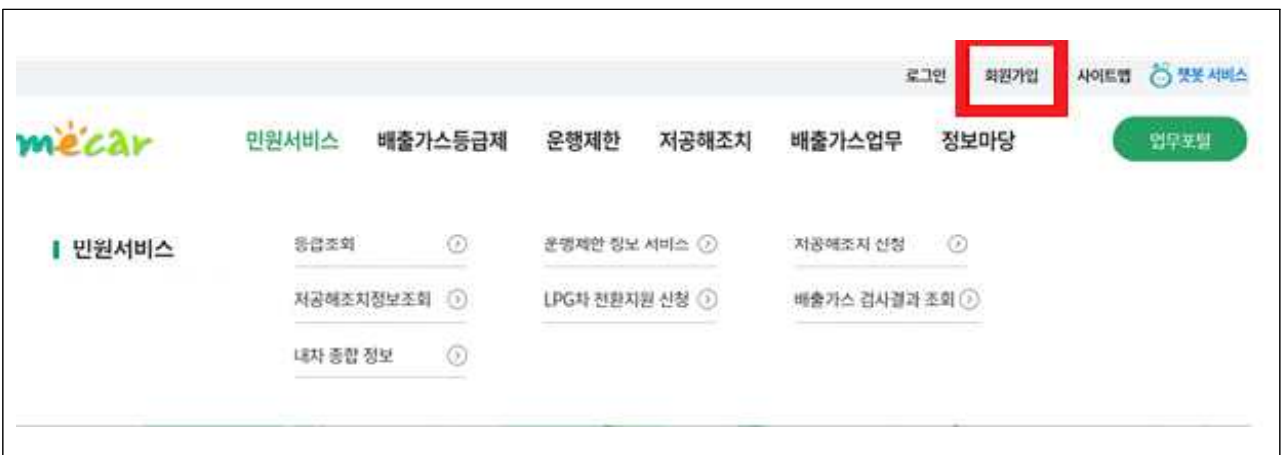 로그인 회원가입 사이트맵 챗봇 서비스
mecar 민원서비스 배출가스등급제 운행제한 저공해조치 배출가스업무 정보마당 업무포털
민원서비스 등급조회 운행제한 정보 서비스 저공해조치 신청
저공해조치정보조회 LPG차 전환지원 신청 배출가스 검사결과 조회
내차 종합 정보